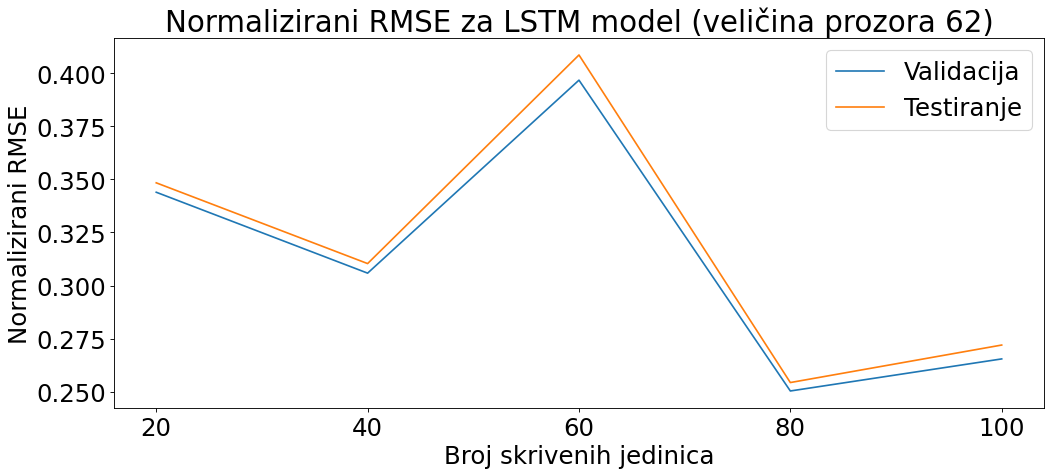 Normalizirani RMSE za LSTM model (veličina prozora 62)
Validacija
Testiranje
Normalizirani RMSE
0.400
0.375
0.350
0.325
0.300
0.275
0.250
20 40 60 80 100
Broj skrivenih jedinica